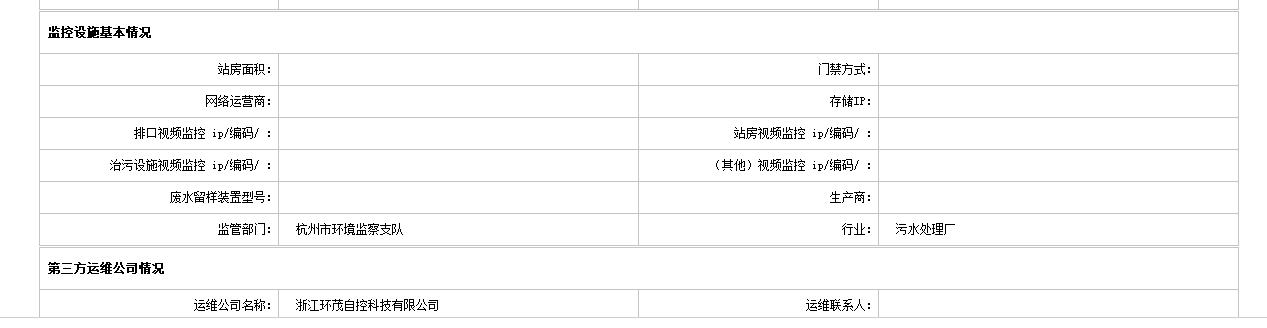 监控设施基本情况
站房面积: 门禁方式:
网络运营商: 存储IP:
排口视频监控 ip/编码/ : 站房视频监控 ip/编码/ :
治污设施视频监控 ip/编码/ : （其他）视频监控 ip/编码/ :
废水留样装置型号: 生产商:
监管部门: 杭州市环境监察支队 行业: 污水处理厂
第三方运维公司情况
运维公司名称: 浙江环茂自控科技有限公司 运维联系人: